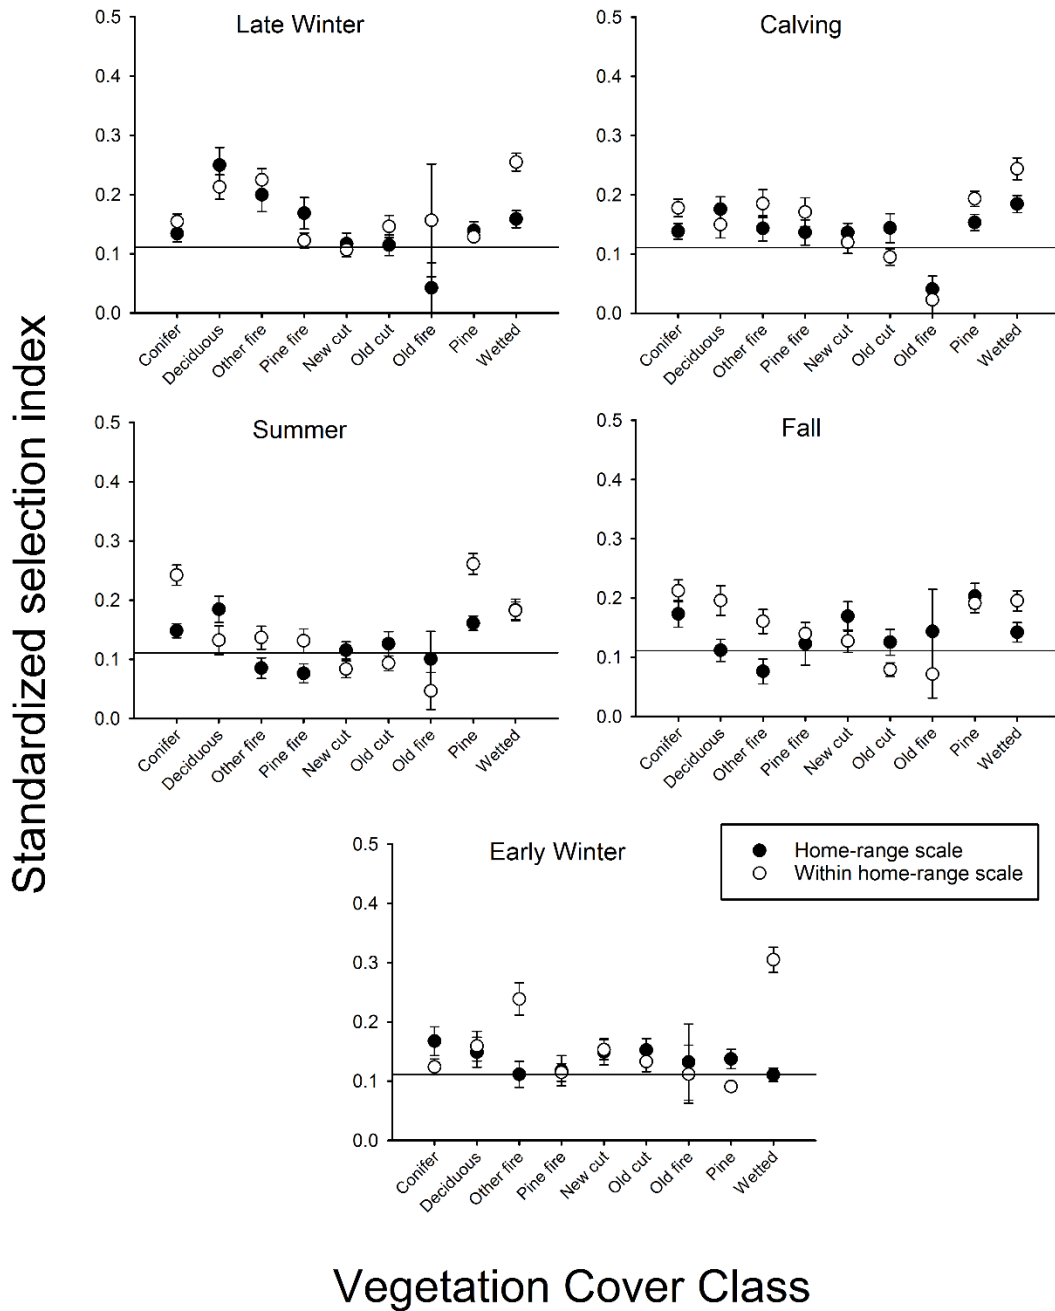 Standardized selection index
Late Winter
0.5
0.4
0.3
0.2
0.1
0.0
Conifer
Deciduous
Other fire
Pine fire
New cut
Old cut
Old fire
Pine
Wetted
Calving
0.5
0.4
0.3
0.2
0.1
0.0
Conifer
Deciduous
Other fire
Pine fire
New cut
Old cut
Old fire
Pine
Wetted
Summer
0.5
0.4
0.3
0.2
0.1
0.0
Conifer
Deciduous
Other fire
Pine fire
New cut
Old cut
Old fire
Pine
Wetted
Fall
0.5
0.4
0.3
0.2
0.1
0.0
Conifer
Deciduous
Other fire
Pine fire
New cut
Old cut
Old fire
Pine
Wetted
Early Winter
0.5
0.4
0.3
0.2
0.1
0.0
Conifer
Deciduous
Other fire
Pine fire
New cut
Old cut
Old fire
Pine
Wetted
Home-range scale
Within home-range scale
Vegetation Cover Class